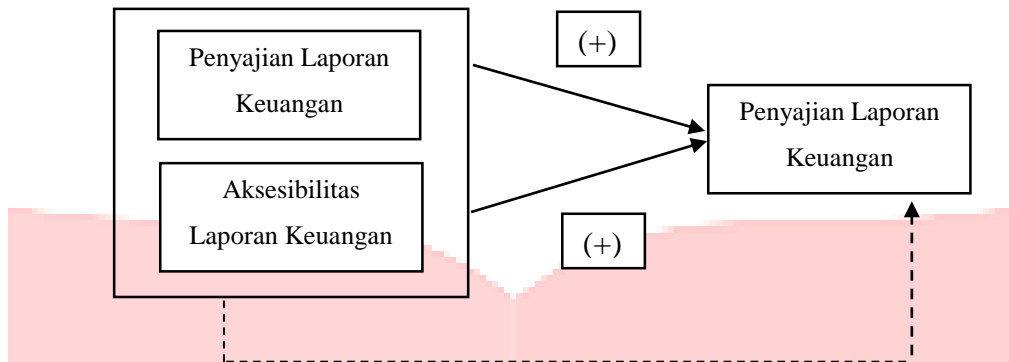 Penyajian Laporan
Keuangan
Aksesibilitas
Laporan Keuangan
(+)
(+)
Penyajian Laporan
Keuangan